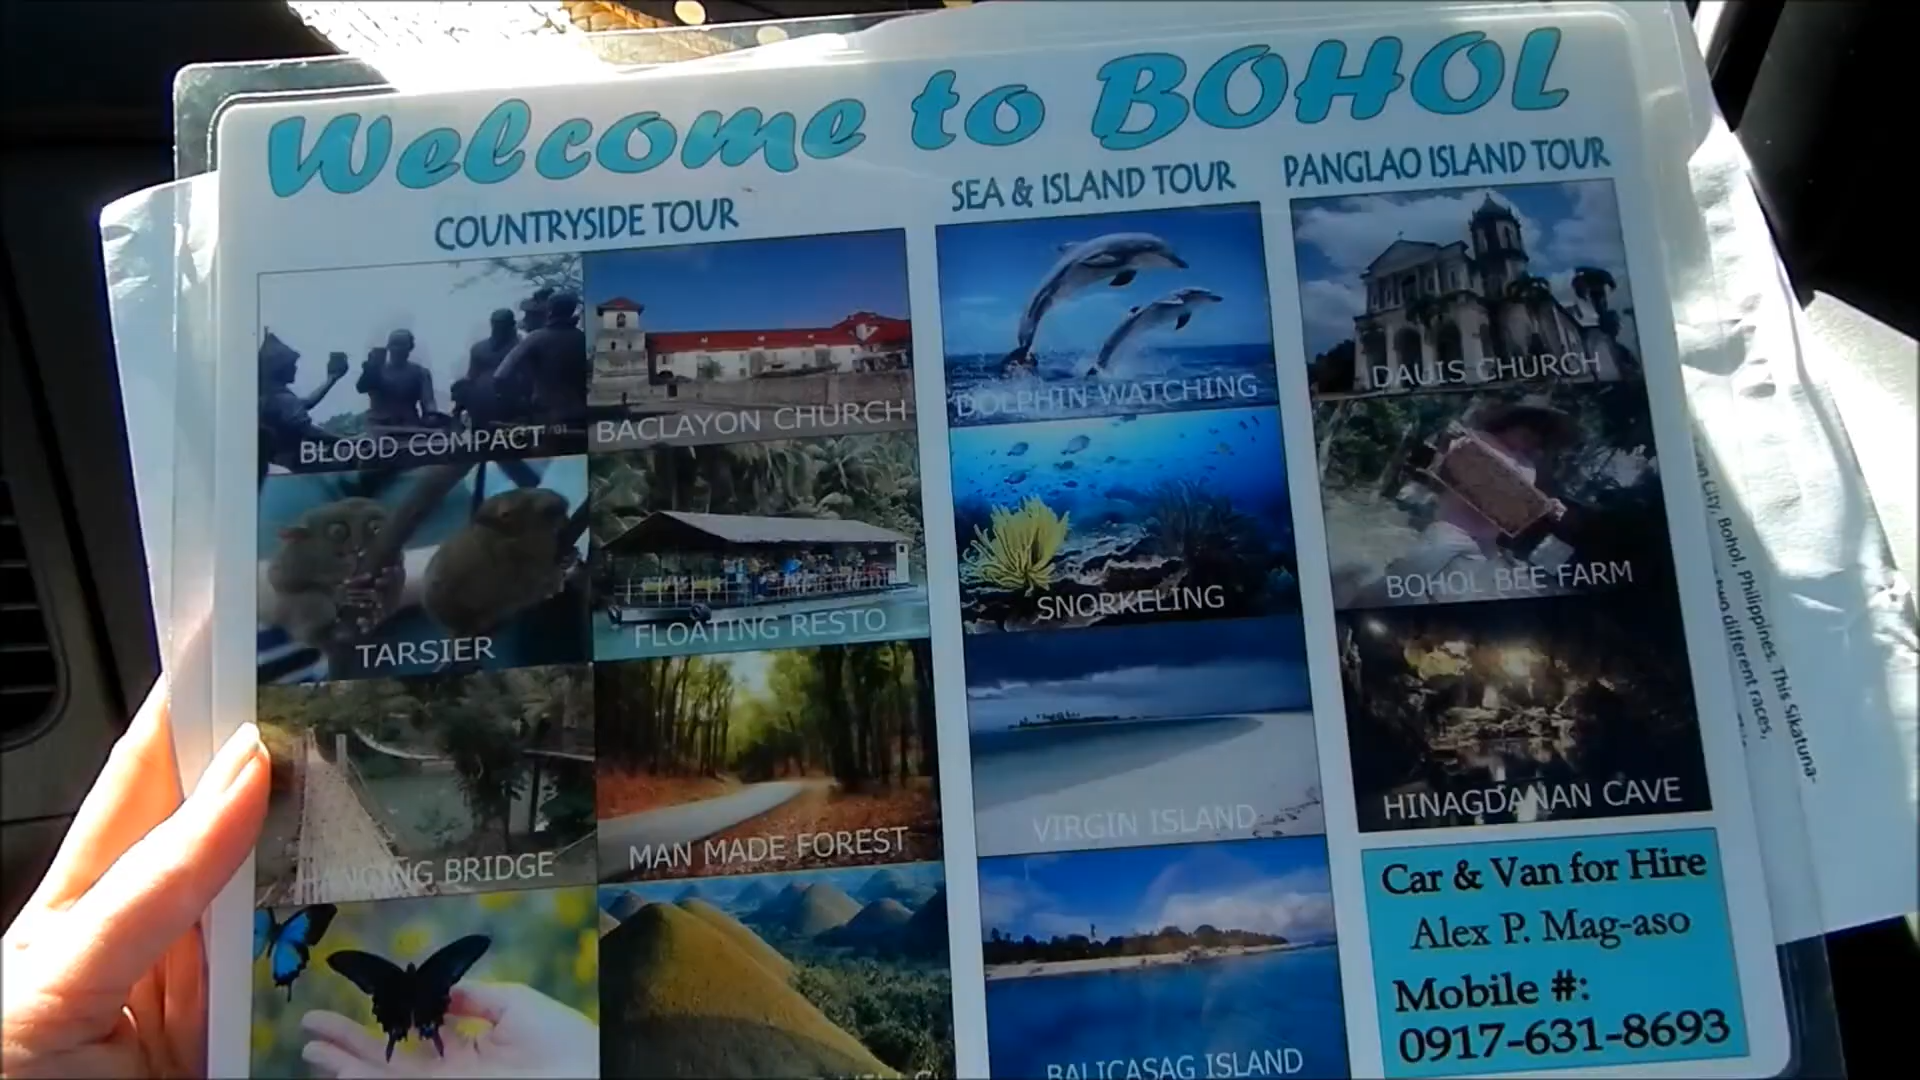 Welcome to BOHOL
COUNTRYSIDE TOUR
SEA & ISLAND TOUR
PANGLAO ISLAND TOUR
BLOOD COMPACT
BACLAYON CHURCH
DOLPHIN WATCHING
DAUIS CHURCH
TARSIER
FLOATING RESTO
SNORKELING
BOHOL BEE FARM
HANGING BRIDGE
MAN MADE FOREST
VIRGIN ISLAND
HINAGDANAN CAVE
BALICASAG ISLAND
Car & Van for Hire
Alex P. Mag-aso
Mobile #:
0917-631-8693
City, Bohol, Philippines. This Sikatuna-
two different races,